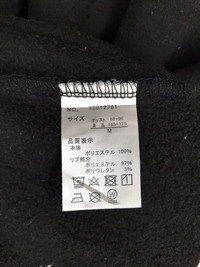 NO. 12012761
サイズ
M
品質表示
本体
ポリエステル 100%
リブ部分
ポリエステル 97%
ポリウレタン 3%